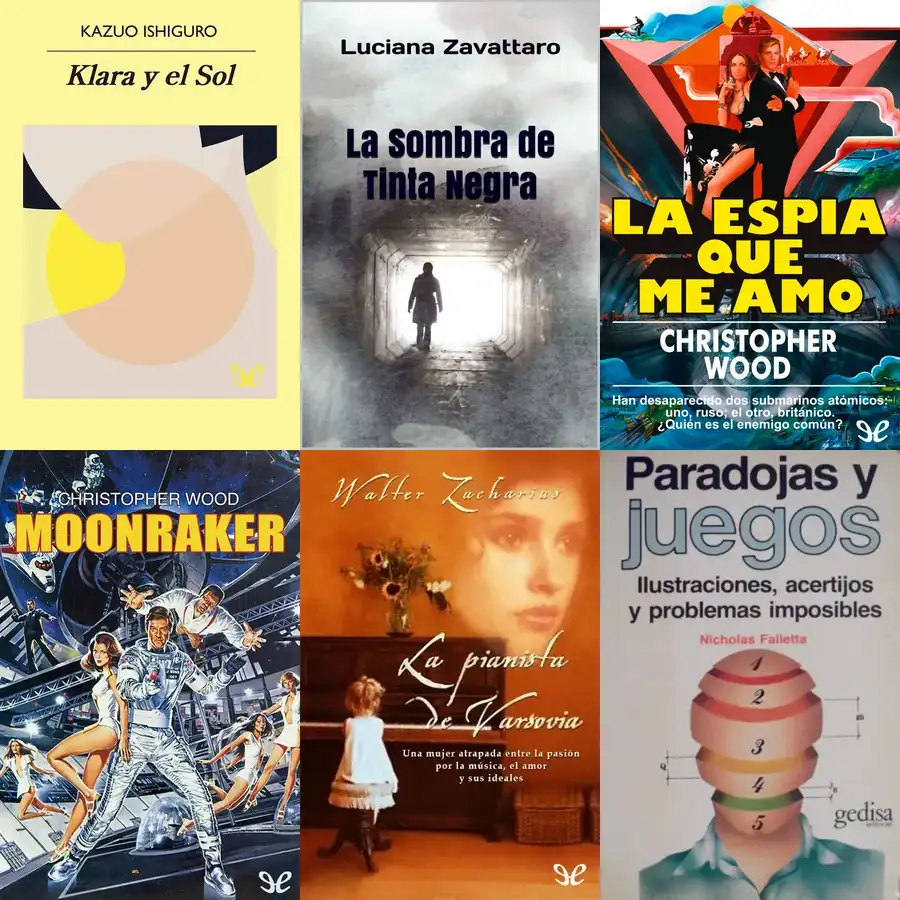 KAZUO ISHIGURO
Klara y el Sol
Luciana Zavattaro
La Sombra de
Tinta Negra
LA ESPIA
QUE
ME AMO
CHRISTOPHER
WOOD
Han desaparecido dos submarinos atómicos:
uno, ruso; el otro, británico.
¿Quién es el enemigo común?
CHRISTOPHER WOOD
MOONRAKER
Walter Zacharius
La pianista
de Varsovia
Una mujer atrapada entre la pasión
por la música, el amor
y sus ideales
Paradojas y
juegos
Ilustraciones, acertijos
y problemas imposibles
Nicholas Falletta
1
2
3
4
5
gedisa